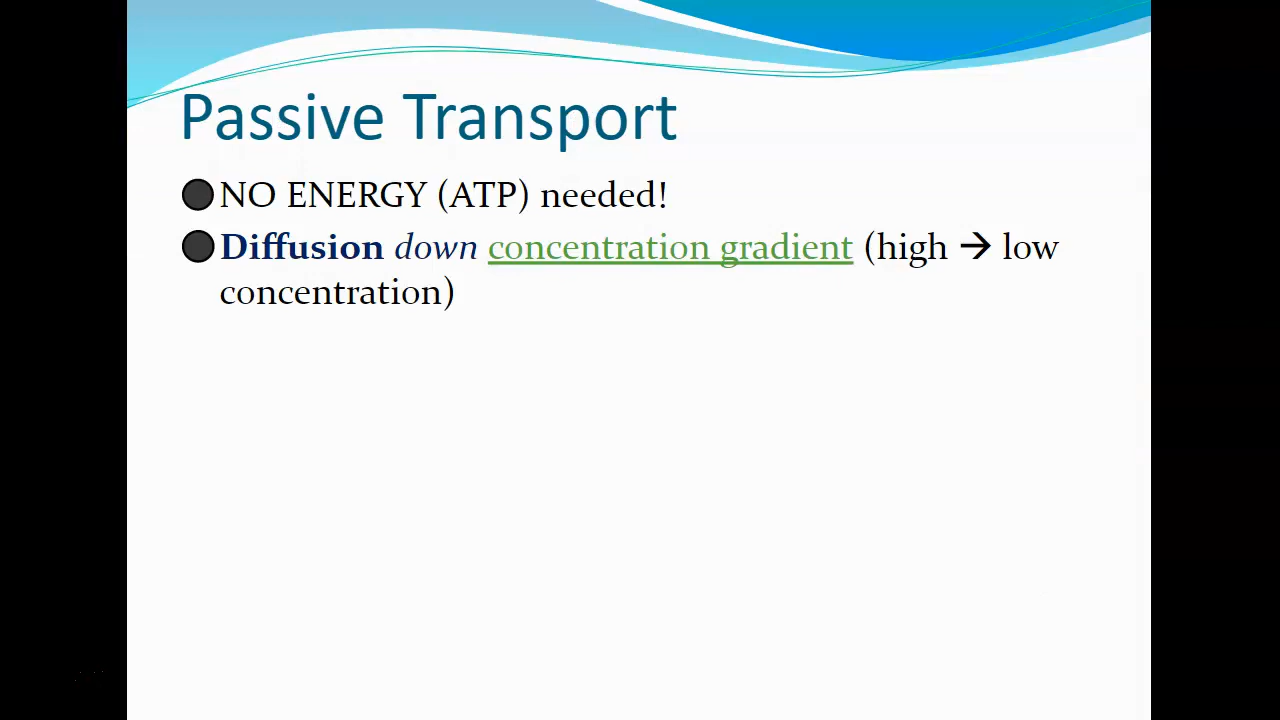 Passive Transport
● NO ENERGY (ATP) needed!
● Diffusion down concentration gradient (high → low
concentration)